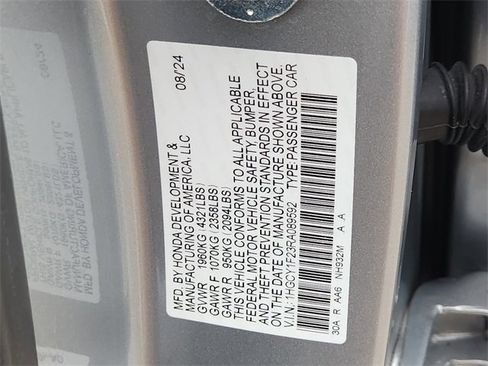 MFD. BY HONDA DEVELOPMENT & 08/24
MANUFACTURING OF AMERICA, LLC
GVWR 1960KG(4321LBS)
GAWR F 1070KG(2358LBS)
GAWR R 950KG(2094LBS)
THIS VEHICLE CONFORMS TO ALL APPLICABLE
FEDERAL MOTOR VEHICLE SAFETY, BUMPER,
AND THEFT PREVENTION STANDARDS IN EFFECT
ON THE DATE OF MANUFACTURE SHOWN ABOVE.
V.I.N.: 1HGCY1F23RA089592 TYPE: PASSENGER CAR
30A R AA6 NH932M A A